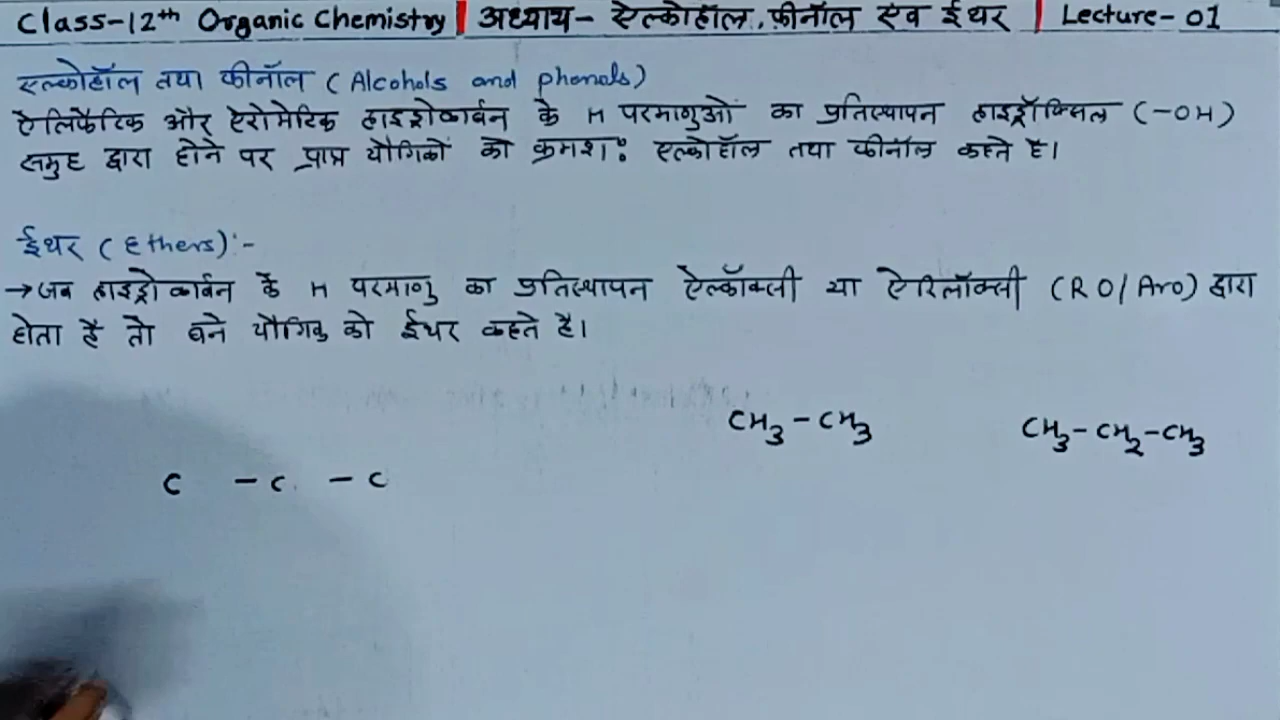 Class-12th Organic Chemistry | अध्याय- ऐल्कोहॉल, फीनॉल एवं ईथर | Lecture- 01
एल्कोहॉल तथा फीनॉल (Alcohols and phenols)
ऐलिफैटिक और ऐरोमेटिक हाइड्रोकार्बन के H परमाणुओं का प्रतिस्थापन हाइड्रॉक्सिल (-OH)
समुह द्वारा होने पर प्राप्त यौगिकों को क्रमशः एल्कोहॉल तथा फीनॉल कहते है।
ईथर (Ethers):-
→जब हाइड्रोकार्बन के H परमाणु का प्रतिस्थापन ऐल्कॉक्सी या ऐरिलॉक्सी (RO/Aro) द्वारा
होता है तो बने यौगिक को ईथर कहते है।
CH3-CH3 CH3-CH2-CH3
C -C -C